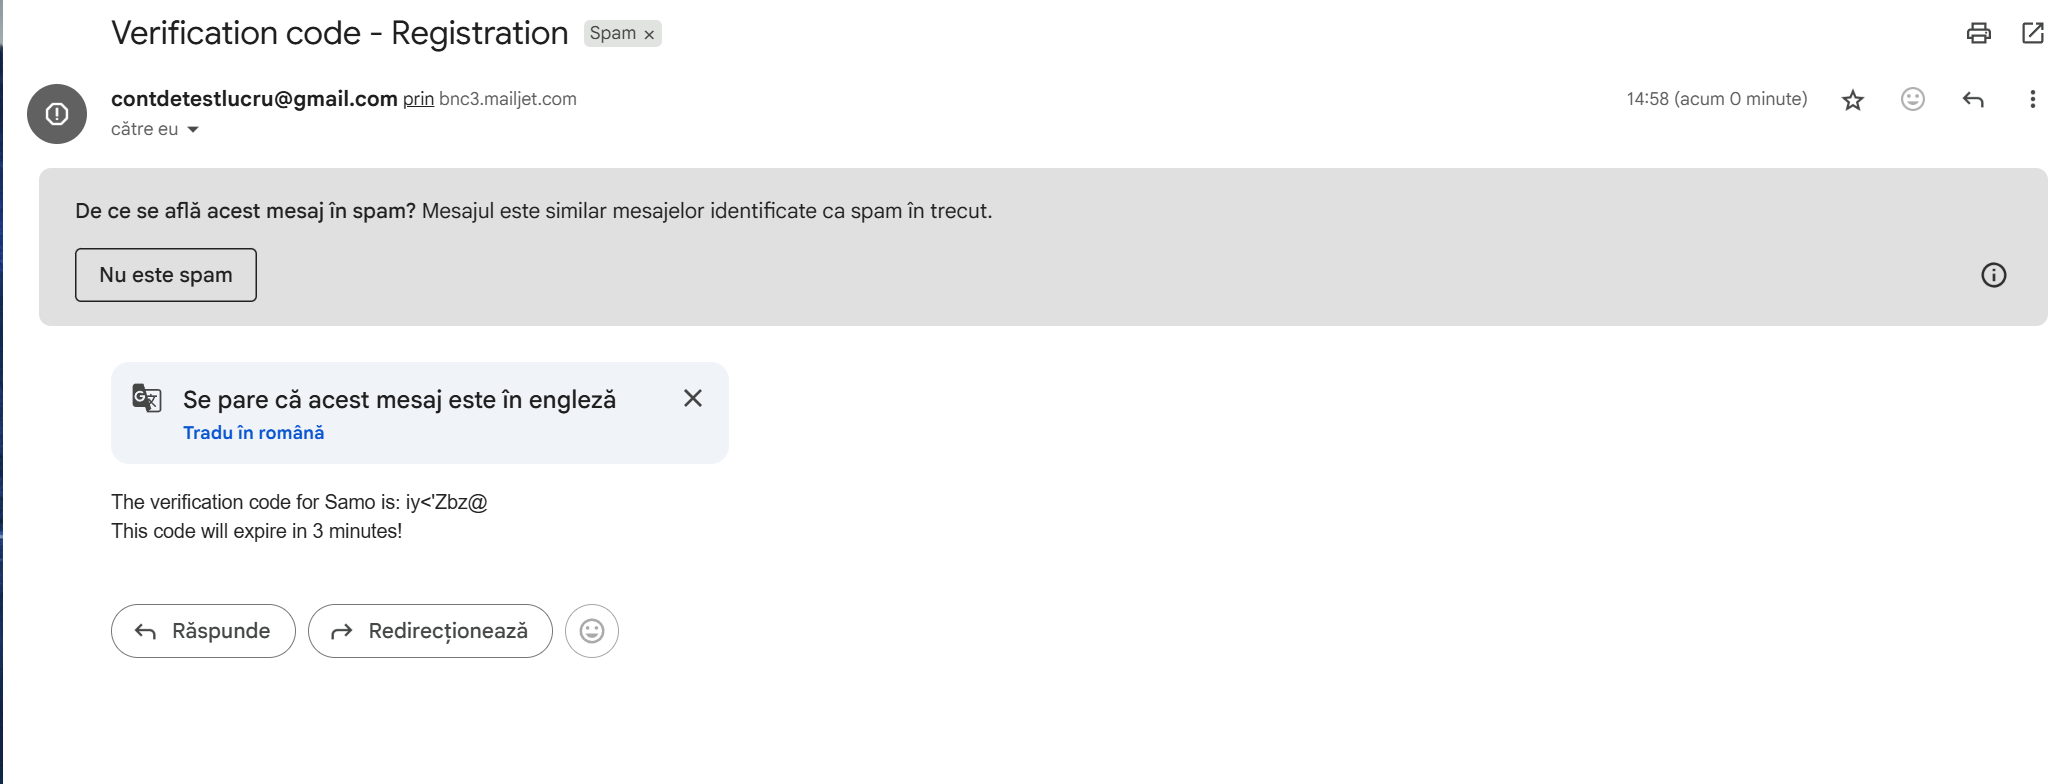 Verification code - Registration Spam ×
contdetestlucru@gmail.com prin bnc3.mailjet.com 14:58 (acum 0 minute)
către eu
De ce se află acest mesaj în spam? Mesajul este similar mesajelor identificate ca spam în trecut.
Nu este spam
Se pare că acest mesaj este în engleză
Tradu în română
The verification code for Samo is: iy<'Zbz@
This code will expire in 3 minutes!
Răspunde Redirecționează